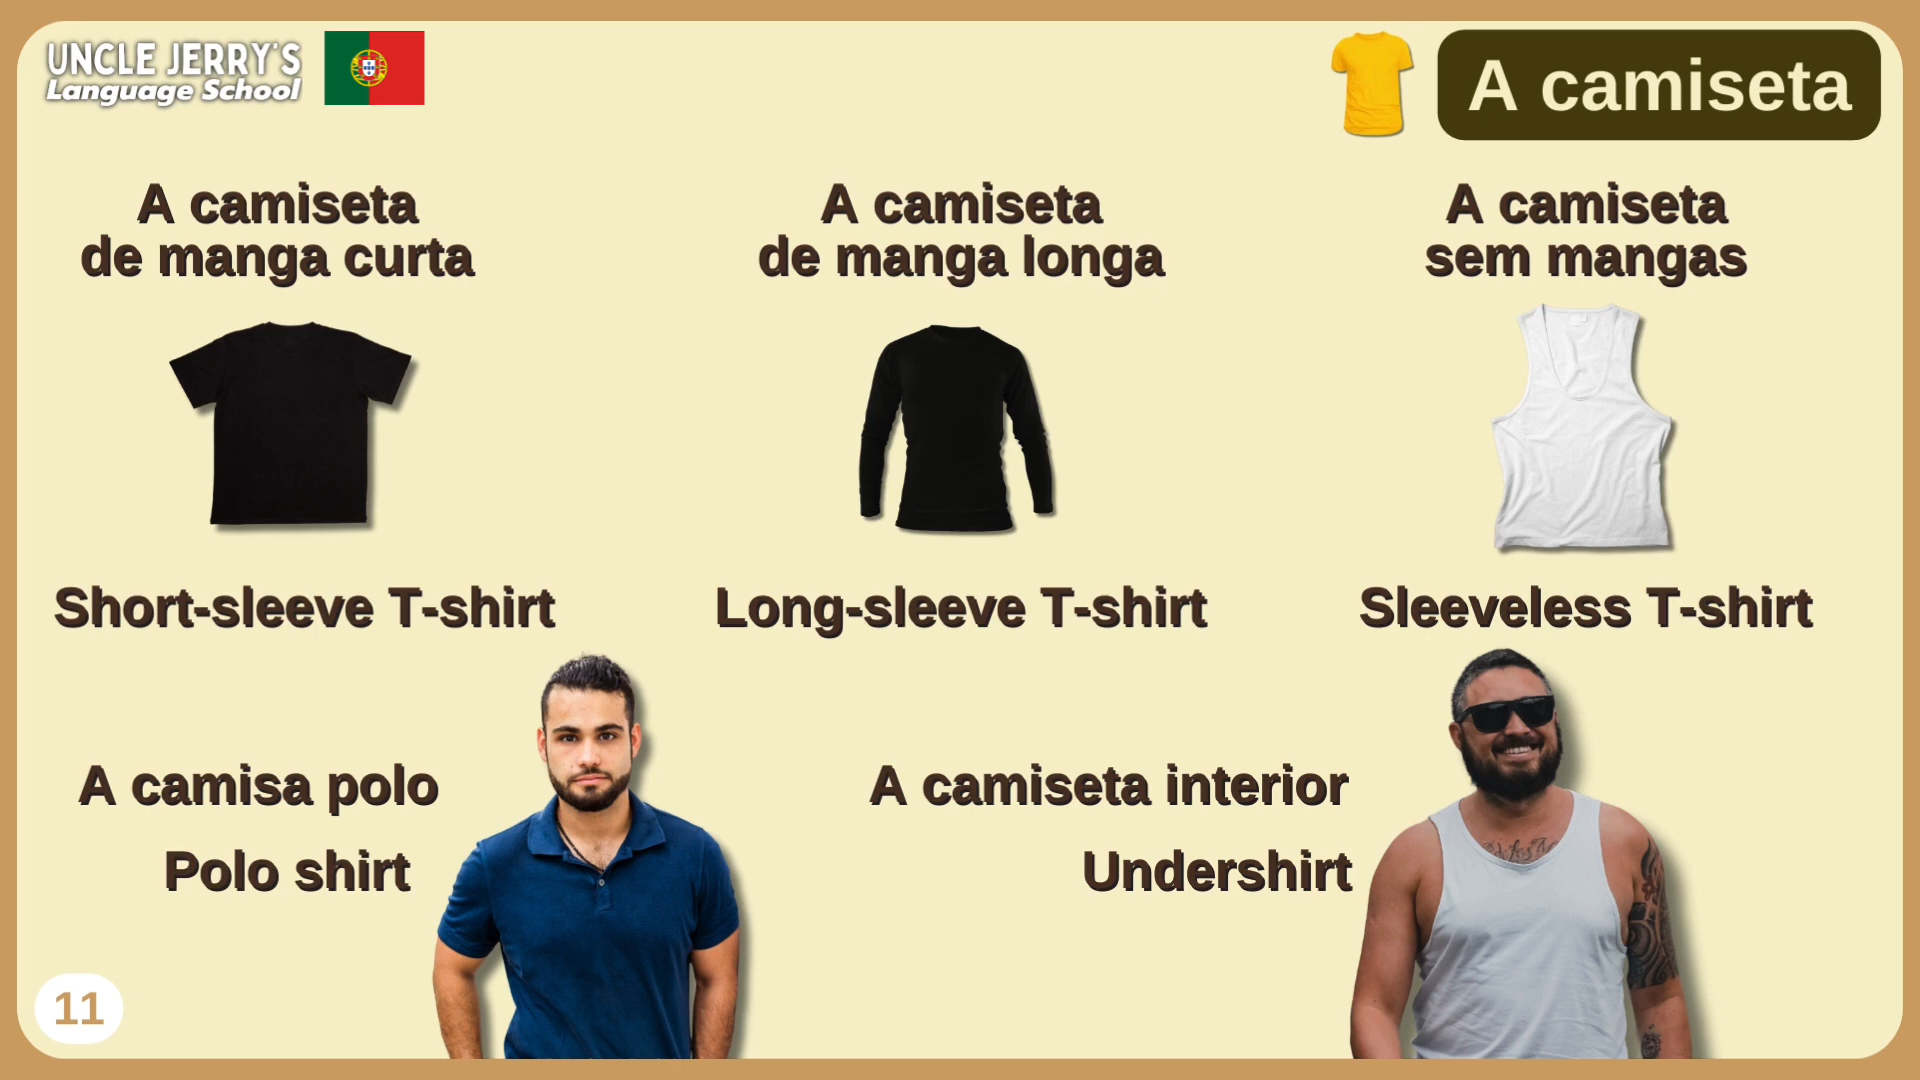 UNCLE JERRY'S
Language School
A camiseta
A camiseta
de manga curta
A camiseta
de manga longa
A camiseta
sem mangas
Short-sleeve T-shirt
Long-sleeve T-shirt
Sleeveless T-shirt
A camisa polo
Polo shirt
A camiseta interior
Undershirt
11